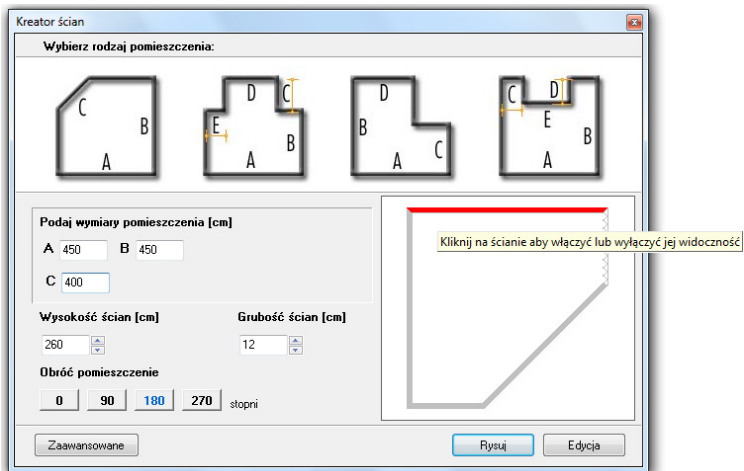 Kreator ścian
Wybierz rodzaj pomieszczenia:
C B A
D C E B A
D B C A
C D E B A
Podaj wymiary pomieszczenia [cm]
A 450 B 450
C 400
Kliknij na ścianie aby włączyć lub wyłączyć jej widoczność
Wysokość ścian [cm] Grubość ścian [cm]
260 12
Obróć pomieszczenie
0 90 180 270 stopni
Zaawansowane Rysuj Edycja